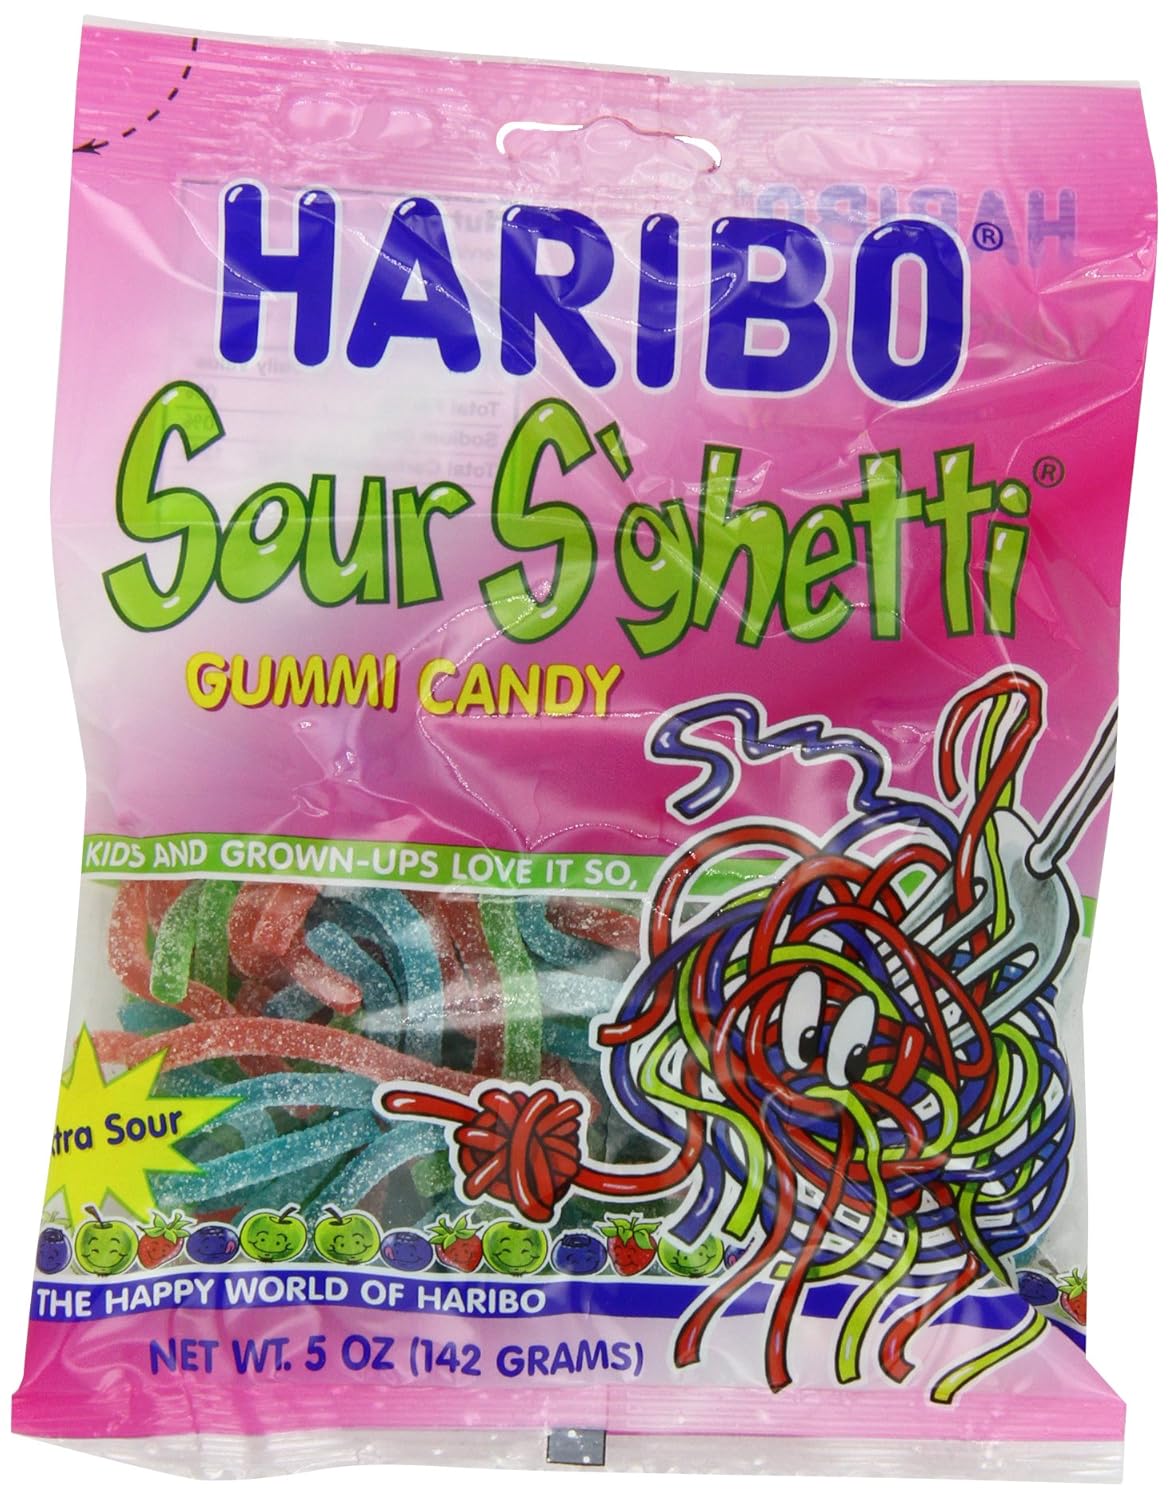 HARIBO®
Sour S'ghetti®
GUMMI CANDY
KIDS AND GROWN-UPS LOVE IT SO,
tra Sour
THE HAPPY WORLD OF HARIBO
NET WT. 5 OZ (142 GRAMS)